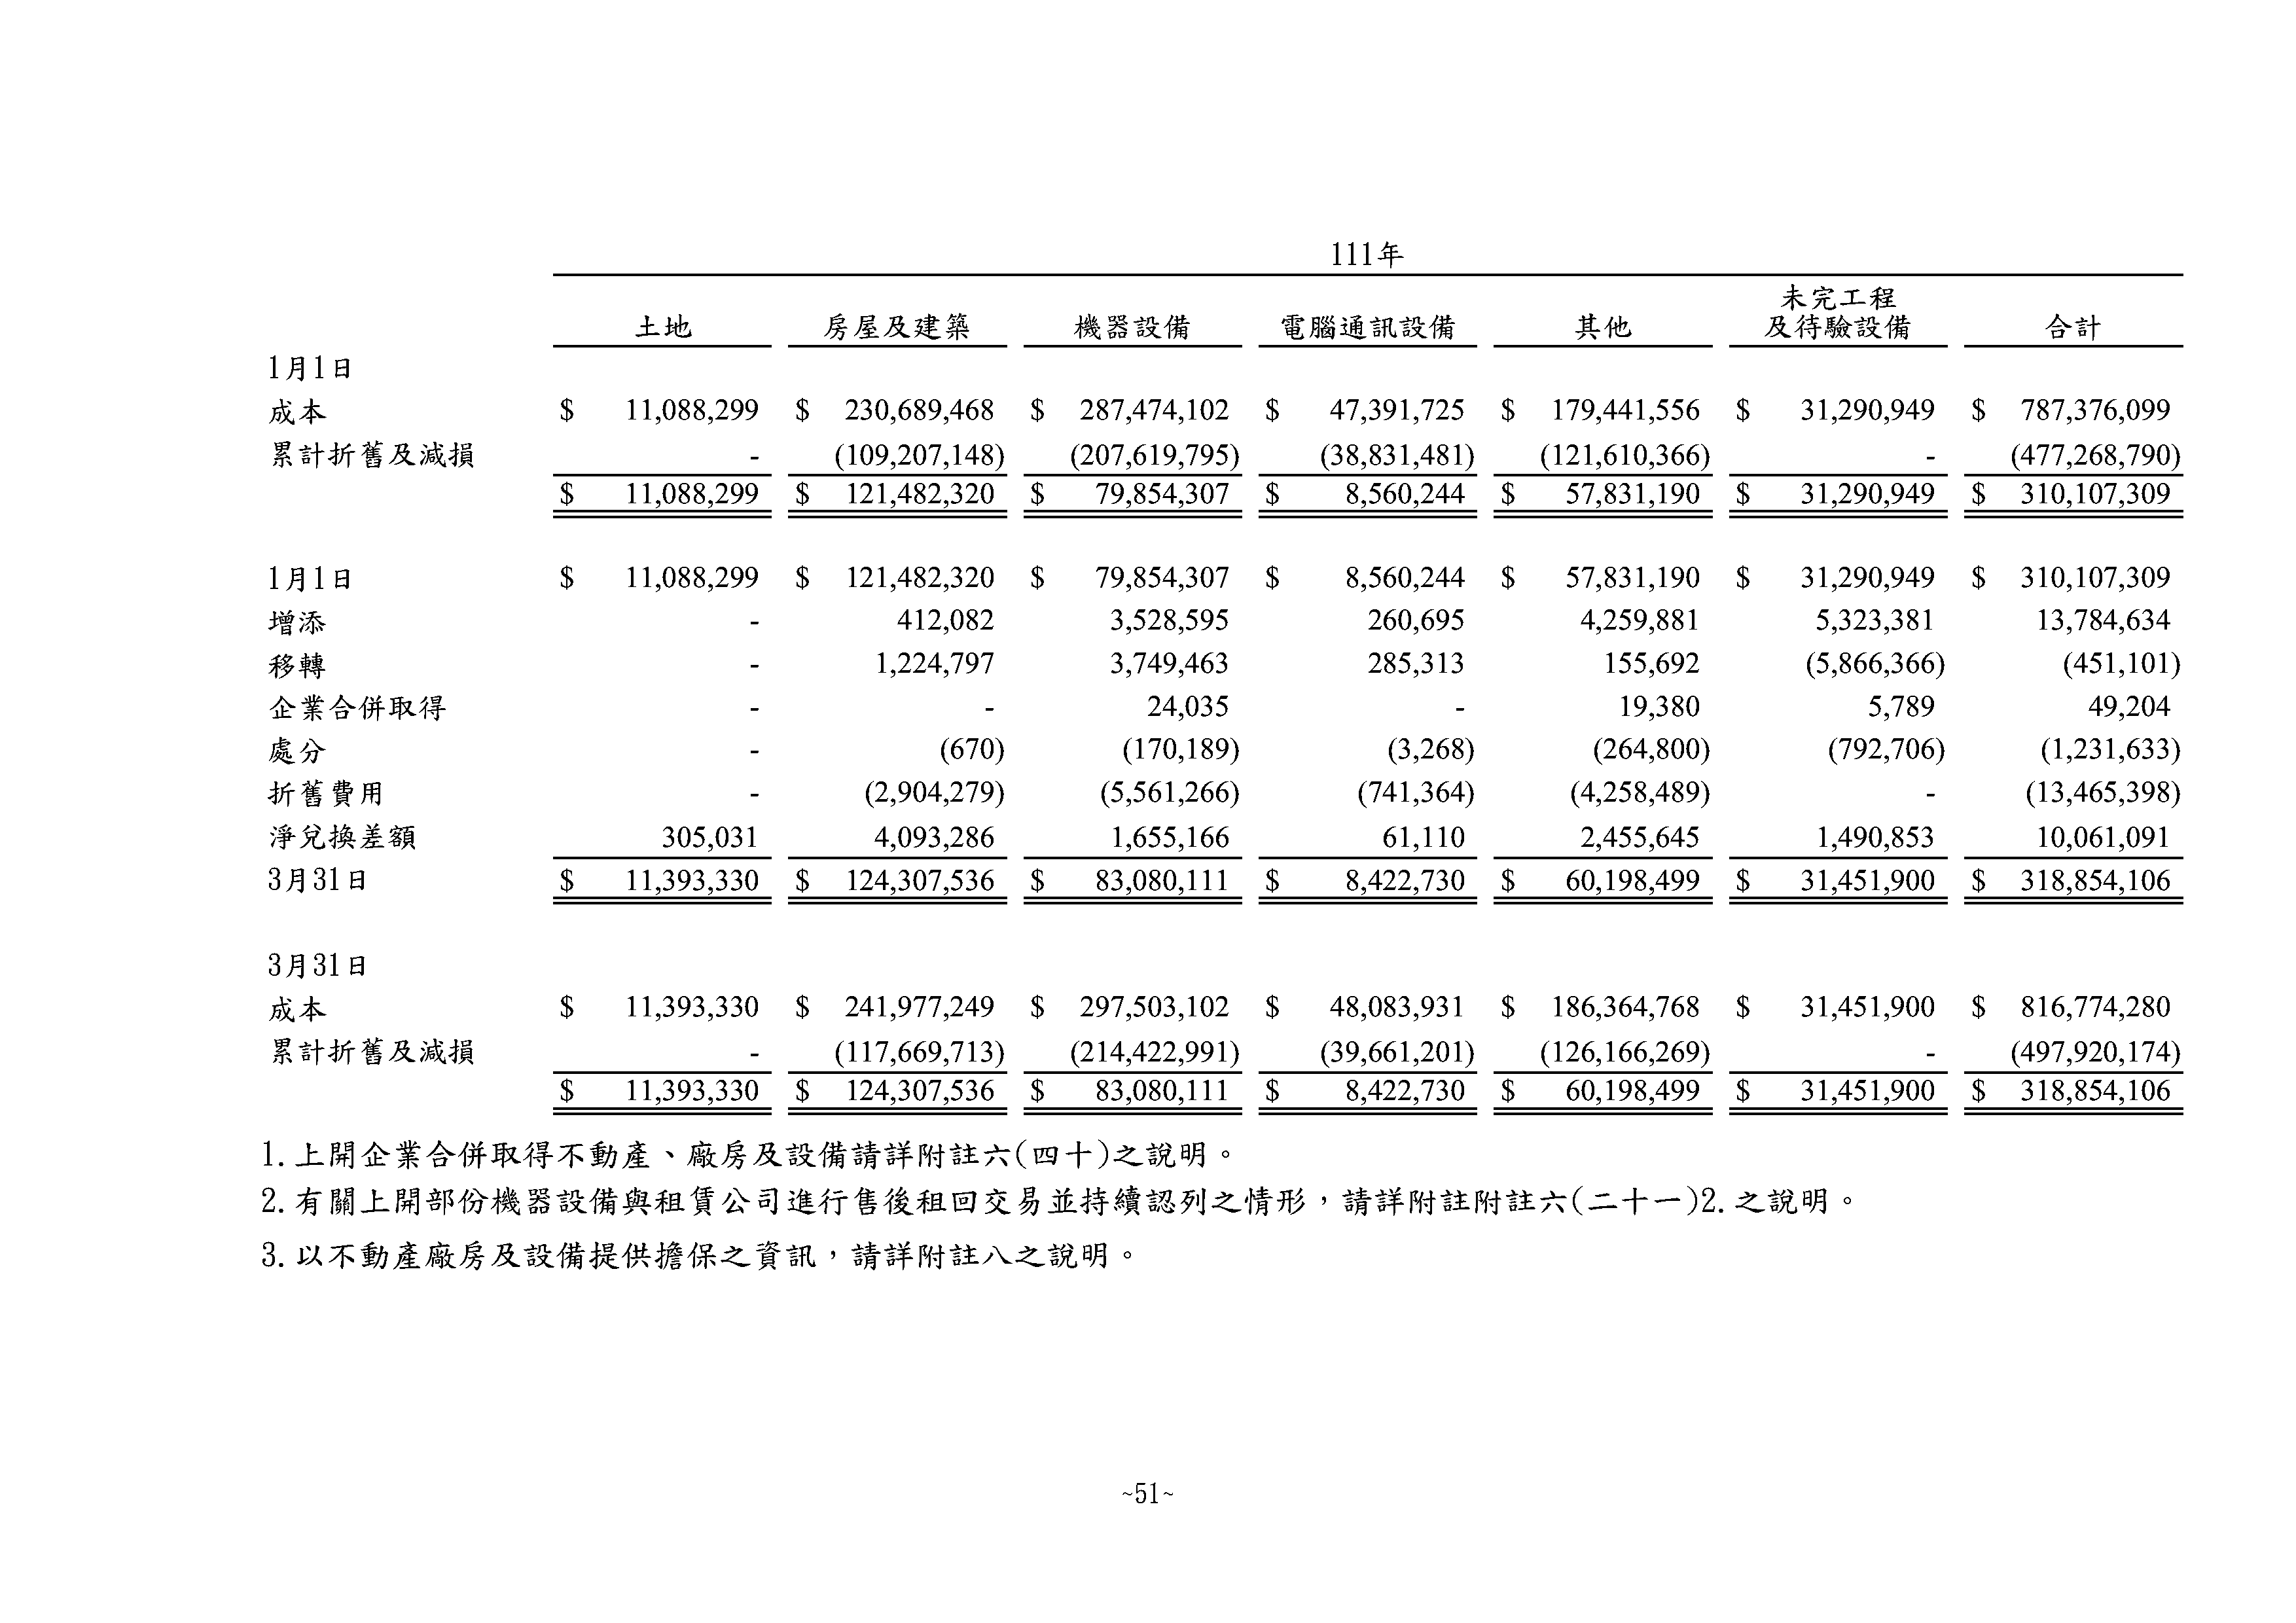 111年
未完工程
土地 房屋及建築 機器設備 電腦通訊設備 其他 及待驗設備 合計
1月1日
成本 $ 11,088,299 $ 230,689,468 $ 287,474,102 $ 47,391,725 $ 179,441,556 $ 31,290,949 $ 787,376,099
累計折舊及減損 - (109,207,148) (207,619,795) (38,831,481) (121,610,366) - (477,268,790)
$ 11,088,299 $ 121,482,320 $ 79,854,307 $ 8,560,244 $ 57,831,190 $ 31,290,949 $ 310,107,309
1月1日 $ 11,088,299 $ 121,482,320 $ 79,854,307 $ 8,560,244 $ 57,831,190 $ 31,290,949 $ 310,107,309
增添 - 412,082 3,528,595 260,695 4,259,881 5,323,381 13,784,634
移轉 - 1,224,797 3,749,463 285,313 155,692 (5,866,366) (451,101)
企業合併取得 - - 24,035 - 19,380 5,789 49,204
處分 - (670) (170,189) (3,268) (264,800) (792,706) (1,231,633)
折舊費用 - (2,904,279) (5,561,266) (741,364) (4,258,489) - (13,465,398)
淨兌換差額 305,031 4,093,286 1,655,166 61,110 2,455,645 1,490,853 10,061,091
3月31日 $ 11,393,330 $ 124,307,536 $ 83,080,111 $ 8,422,730 $ 60,198,499 $ 31,451,900 $ 318,854,106
3月31日
成本 $ 11,393,330 $ 241,977,249 $ 297,503,102 $ 48,083,931 $ 186,364,768 $ 31,451,900 $ 816,774,280
累計折舊及減損 - (117,669,713) (214,422,991) (39,661,201) (126,166,269) - (497,920,174)
$ 11,393,330 $ 124,307,536 $ 83,080,111 $ 8,422,730 $ 60,198,499 $ 31,451,900 $ 318,854,106
1. 上開企業合併取得不動產、廠房及設備請詳附註六(四十)之說明。
2. 有關上開部份機器設備與租賃公司進行售後租回交易並持續認列之情形，請詳附註附註六(二十一)2. 之說明。
3. 以不動產廠房及設備提供擔保之資訊，請詳附註八之說明。
~51~